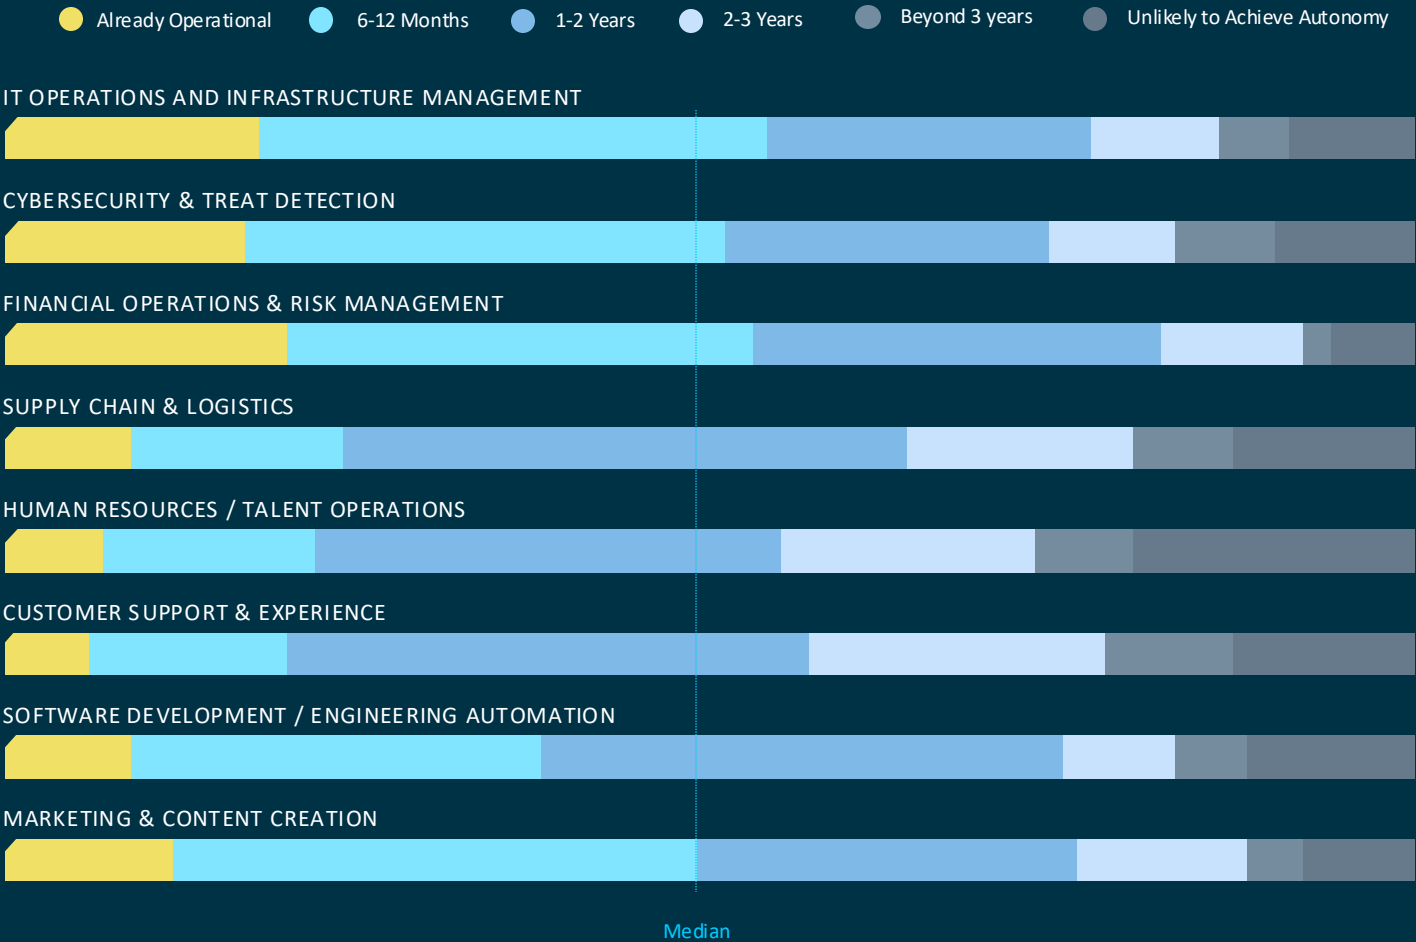 Already Operational 6-12 Months 1-2 Years 2-3 Years Beyond 3 years Unlikely to Achieve Autonomy
IT OPERATIONS AND INFRASTRUCTURE MANAGEMENT
CYBERSECURITY & TREAT DETECTION
FINANCIAL OPERATIONS & RISK MANAGEMENT
SUPPLY CHAIN & LOGISTICS
HUMAN RESOURCES / TALENT OPERATIONS
CUSTOMER SUPPORT & EXPERIENCE
SOFTWARE DEVELOPMENT / ENGINEERING AUTOMATION
MARKETING & CONTENT CREATION
Median